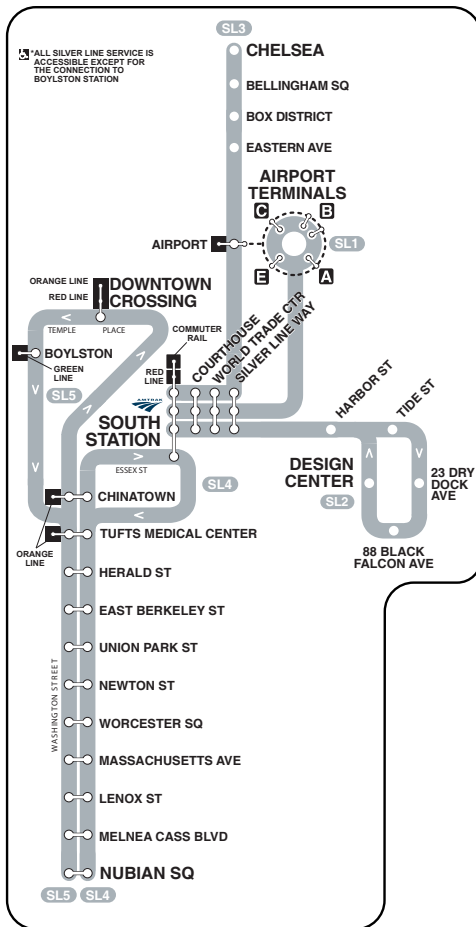 SL3
CHELSEA
*ALL SILVER LINE SERVICE IS
ACCESSIBLE EXCEPT FOR
THE CONNECTION TO
BOYLSTON STATION
BELLINGHAM SQ
BOX DISTRICT
EASTERN AVE
AIRPORT
TERMINALS
C
B
AIRPORT
SL1
E
A
ORANGE LINE
RED LINE
DOWNTOWN
CROSSING
TEMPLE
PLACE
COMMUTER
RAIL
RED
LINE
COURTHOUSE
WORLD TRADE CTR
SILVER LINE WAY
BOYLSTON
GREEN
LINE
SL5
AMTRAK
SOUTH
STATION
HARBOR ST
TIDE ST
ESSEX ST
SL4
DESIGN
CENTER
SL2
23 DRY
DOCK
AVE
88 BLACK
FALCON AVE
CHINATOWN
ORANGE
LINE
TUFTS MEDICAL CENTER
HERALD ST
EAST BERKELEY ST
UNION PARK ST
WASHINGTON STREET
NEWTON ST
WORCESTER SQ
MASSACHUSETTS AVE
LENOX ST
MELNEA CASS BLVD
NUBIAN SQ
SL5
SL4